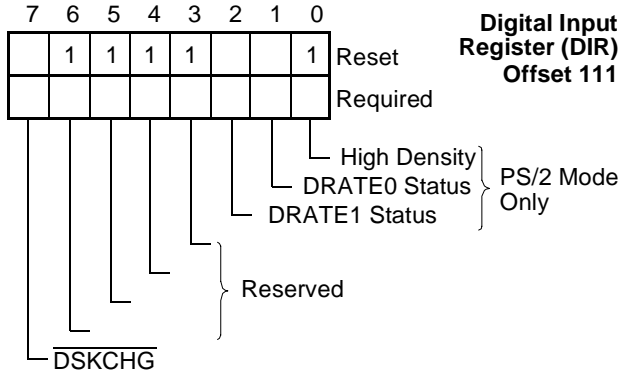 7 6 5 4 3 2 1 0
Digital Input
Register (DIR)
Offset 111
1 1 1 1 1 Reset
Required
High Density
DRATE0 Status
DRATE1 Status
PS/2 Mode
Only
Reserved
DSKCHG